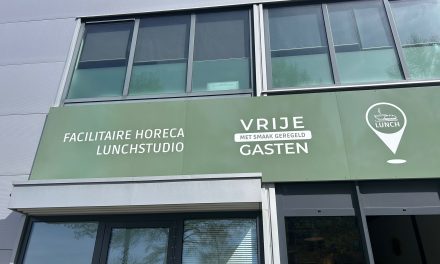 FACILITAIRE HORECA
LUNCHSTUDIO
VRIJE
MET SMAAK GEREGELD
GASTEN
LUNCH